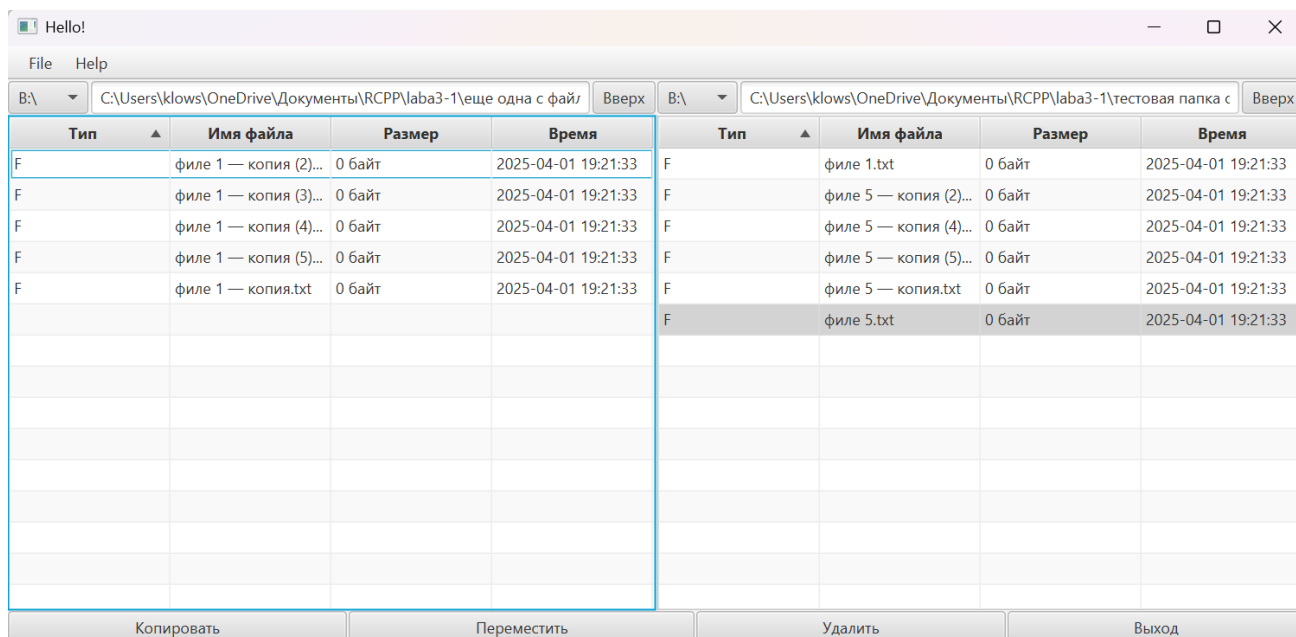 Hello!
File Help
B:\ C:\Users\klows\OneDrive\Документы\RCPP\laba3-1\еще одна с файл Вверх B:\ C:\Users\klows\OneDrive\Документы\RCPP\laba3-1\тестовая папка с Вверх
Тип Имя файла Размер Время Тип Имя файла Размер Время
F филе 1 — копия (2)... 0 байт 2025-04-01 19:21:33 F филе 1.txt 0 байт 2025-04-01 19:21:33
F филе 1 — копия (3)... 0 байт 2025-04-01 19:21:33 F филе 5 — копия (2)... 0 байт 2025-04-01 19:21:33
F филе 1 — копия (4)... 0 байт 2025-04-01 19:21:33 F филе 5 — копия (4)... 0 байт 2025-04-01 19:21:33
F филе 1 — копия (5)... 0 байт 2025-04-01 19:21:33 F филе 5 — копия (5)... 0 байт 2025-04-01 19:21:33
F филе 1 — копия.txt 0 байт 2025-04-01 19:21:33 F филе 5 — копия.txt 0 байт 2025-04-01 19:21:33
F филе 5.txt 0 байт 2025-04-01 19:21:33
Копировать Переместить Удалить Выход